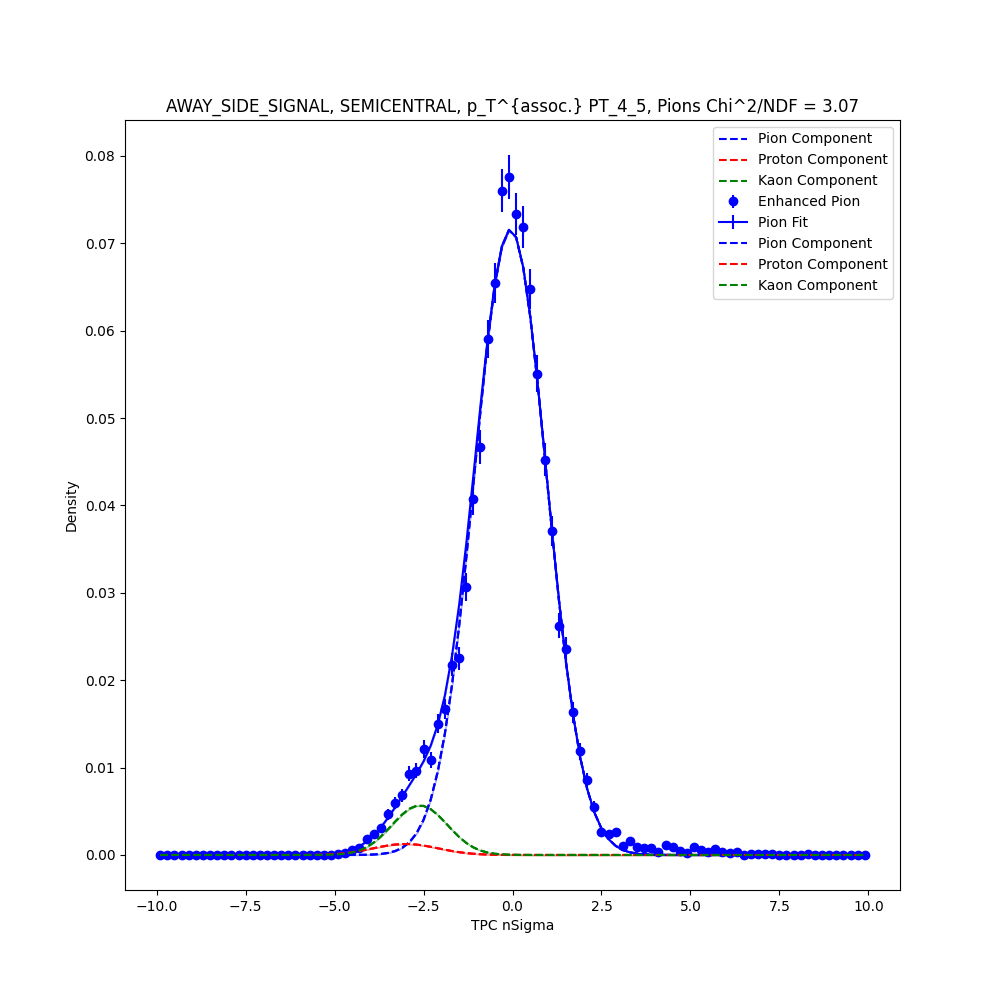 AWAY_SIDE_SIGNAL, SEMICENTRAL, p_T^{assoc.} PT_4_5, Pions Chi^2/NDF = 3.07
Pion Component
Proton Component
Kaon Component
Enhanced Pion
Pion Fit
Pion Component
Proton Component
Kaon Component
0.08
0.07
0.06
0.05
0.04
0.03
0.02
0.01
0.00
Density
−10.0 −7.5 −5.0 −2.5 0.0 2.5 5.0 7.5 10.0
TPC nSigma